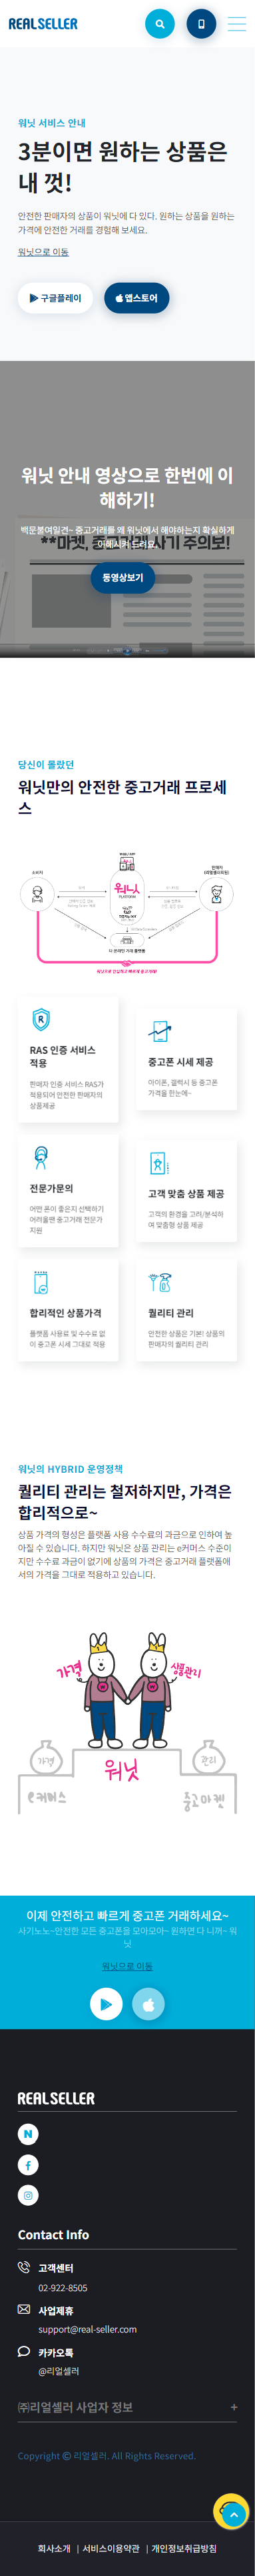 REALSELLER
워닛 서비스 안내
3분이면 원하는 상품은
내 껏!
안전한 판매자의 상품이 워닛에 다 있다. 원하는 상품을 원하는
가격에 안전한 거래를 경험해 보세요.
워닛으로 이동
구글플레이
앱스토어
워닛 안내 영상으로 한번에 이
해하기!
백문불여일견~ 중고거래를 왜 워닛에서 해야하는지 확실하게
이해시켜 드려요.
**마켓, 중고거래 사기 주의보!
동영상보기
당신이 몰랐던
워닛만의 안전한 중고거래 프로세
스
소비자
판매자
(리얼셀러회원)
워닛
PLATFORM
타 온라인 거래 플랫폼
RAS 인증 서비스
적용
판매자 인증 서비스 RAS가
적용되어 안전한 판매자의
상품제공
중고폰 시세 제공
아이폰, 갤럭시 등 중고폰
가격을 한눈에~
전문가문의
어떤 폰이 좋은지 선택하기
어려울땐 중고거래 전문가
지원
고객 맞춤 상품 제공
고객의 환경을 고려/분석하
여 맞춤형 상품 제공
합리적인 상품가격
플랫폼 사용료 및 수수료 없
이 중고폰 시세 그대로 적용
퀄리티 관리
안전한 상품은 기본! 상품의
판매자의 퀄리티 관리
워닛의 HYBRID 운영정책
퀄리티 관리는 철저하지만, 가격은
합리적으로~
상품 가격의 형성은 플랫폼 사용 수수료의 과금으로 인하여 높
아질 수 있습니다. 하지만 워닛은 상품 관리는 e커머스 수준이
지만 수수료 과금이 없기에 상품의 가격은 중고거래 플랫폼에
서의 가격을 그대로 적용하고 있습니다.
가격
상품관리
가격
워닛
관리
e커머스
중고마켓
이제 안전하고 빠르게 중고폰 거래하세요~
사기노노~안전한 모든 중고폰을 모아모아~ 원하면 다 니까~ 워
닛
워닛으로 이동
REALSELLER
Contact Info
고객센터
02-922-8505
사업제휴
support@real-seller.com
카카오톡
@리얼셀러
㈜리얼셀러 사업자 정보
+
Copyright © 리얼셀러. All Rights Reserved.
회사소개 | 서비스이용약관 | 개인정보취급방침